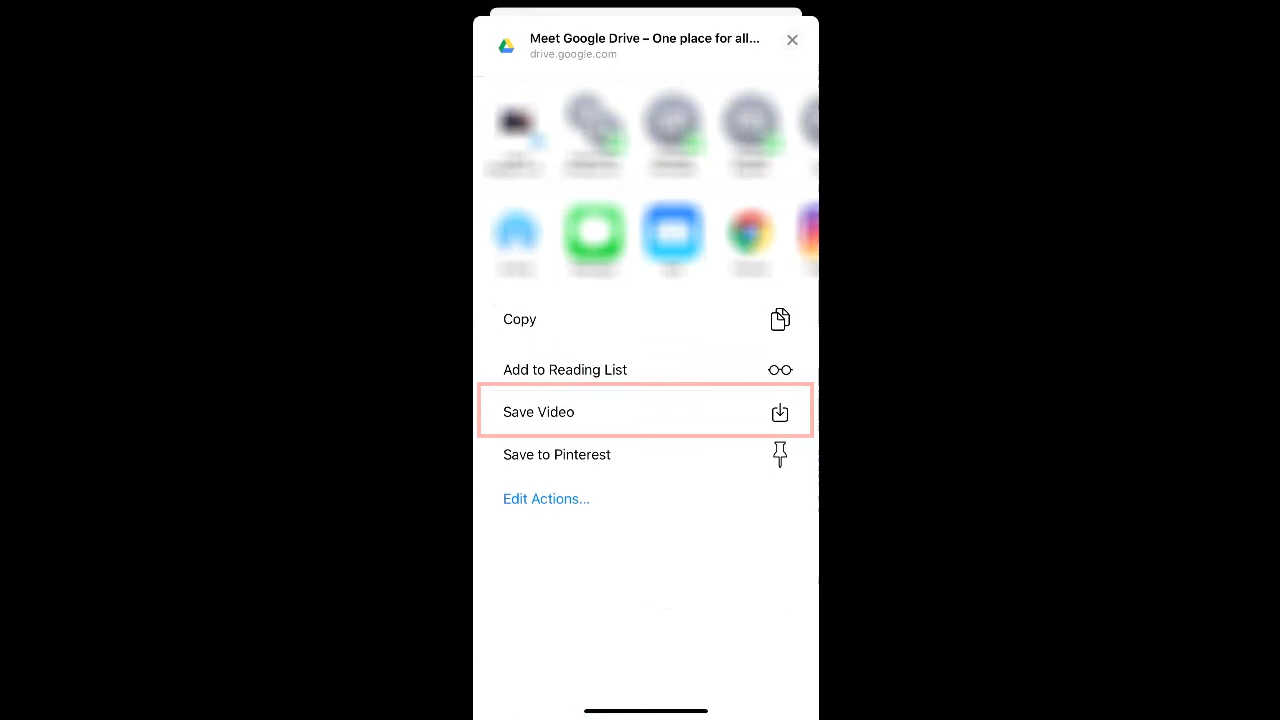 Meet Google Drive – One place for all...
drive.google.com
Copy
Add to Reading List
Save Video
Save to Pinterest
Edit Actions...